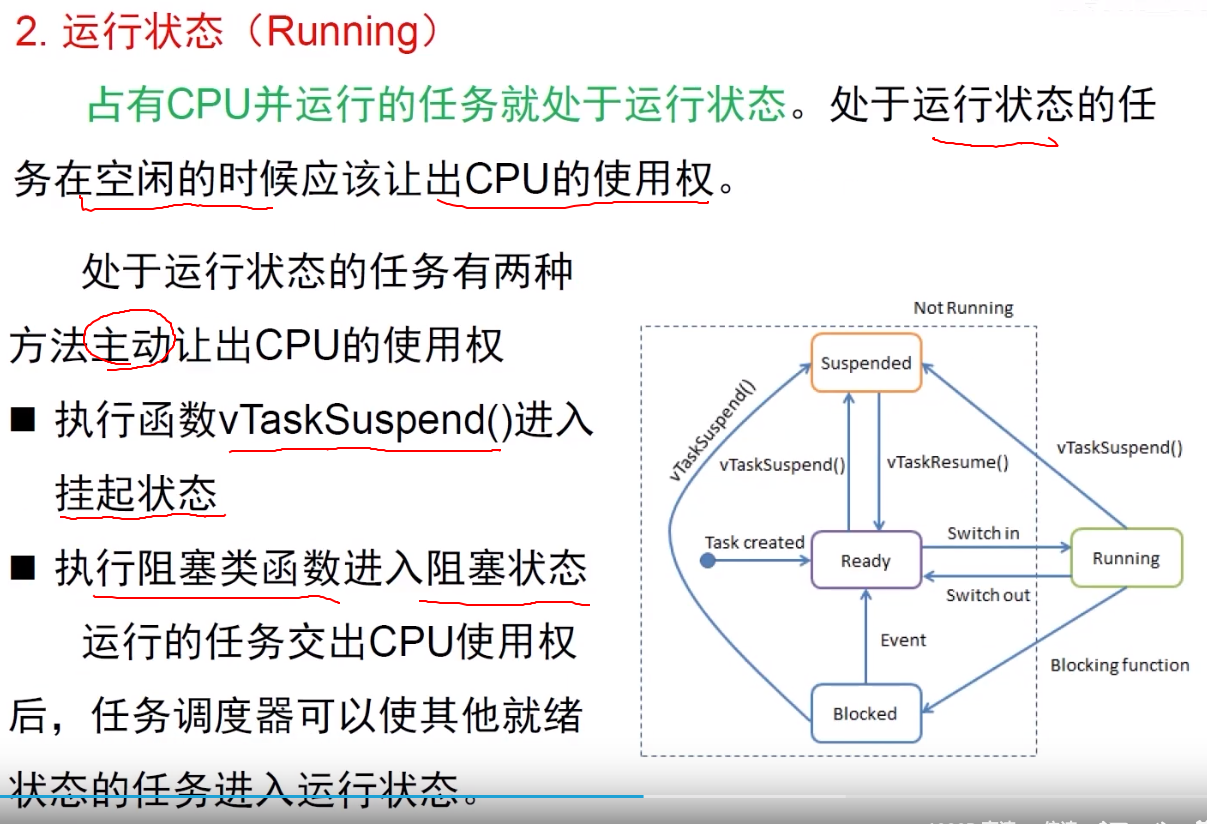 2. 运行状态（Running）
占有CPU并运行的任务就处于运行状态。处于运行状态的任
务在空闲的时候应该让出CPU的使用权。
处于运行状态的任务有两种
方法主动让出CPU的使用权
■ 执行函数vTaskSuspend()进入
挂起状态
■ 执行阻塞类函数进入阻塞状态
运行的任务交出CPU使用权
后，任务调度器可以使其他就绪
状态的任务进入运行状态。
Not Running
Suspended
vTaskSuspend()
vTaskSuspend()
vTaskResume()
vTaskSuspend()
Task created
Ready
Switch in
Switch out
Running
Event
Blocking function
Blocked